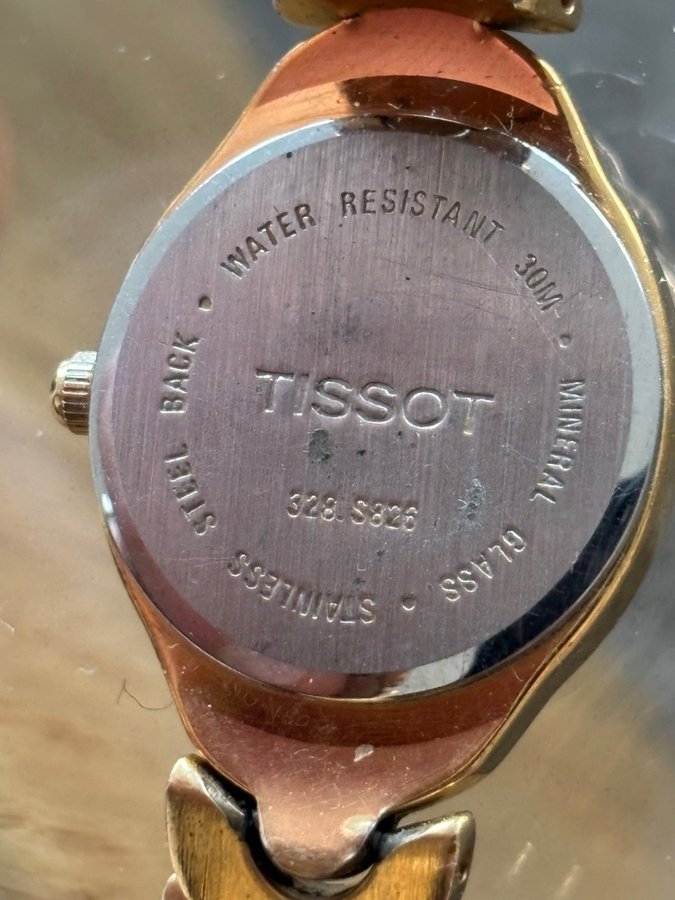 WATER RESISTANT 30M • MINERAL GLASS • STAINLESS STEEL BACK •
TISSOT
328.S826